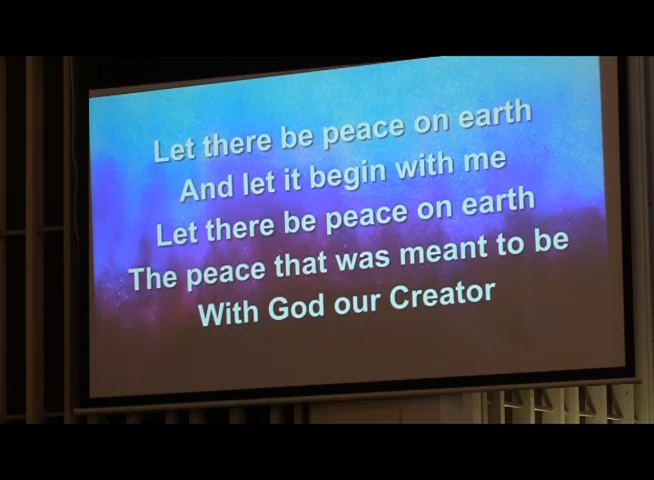 Let there be peace on earth
And let it begin with me
Let there be peace on earth
The peace that was meant to be
With God our Creator